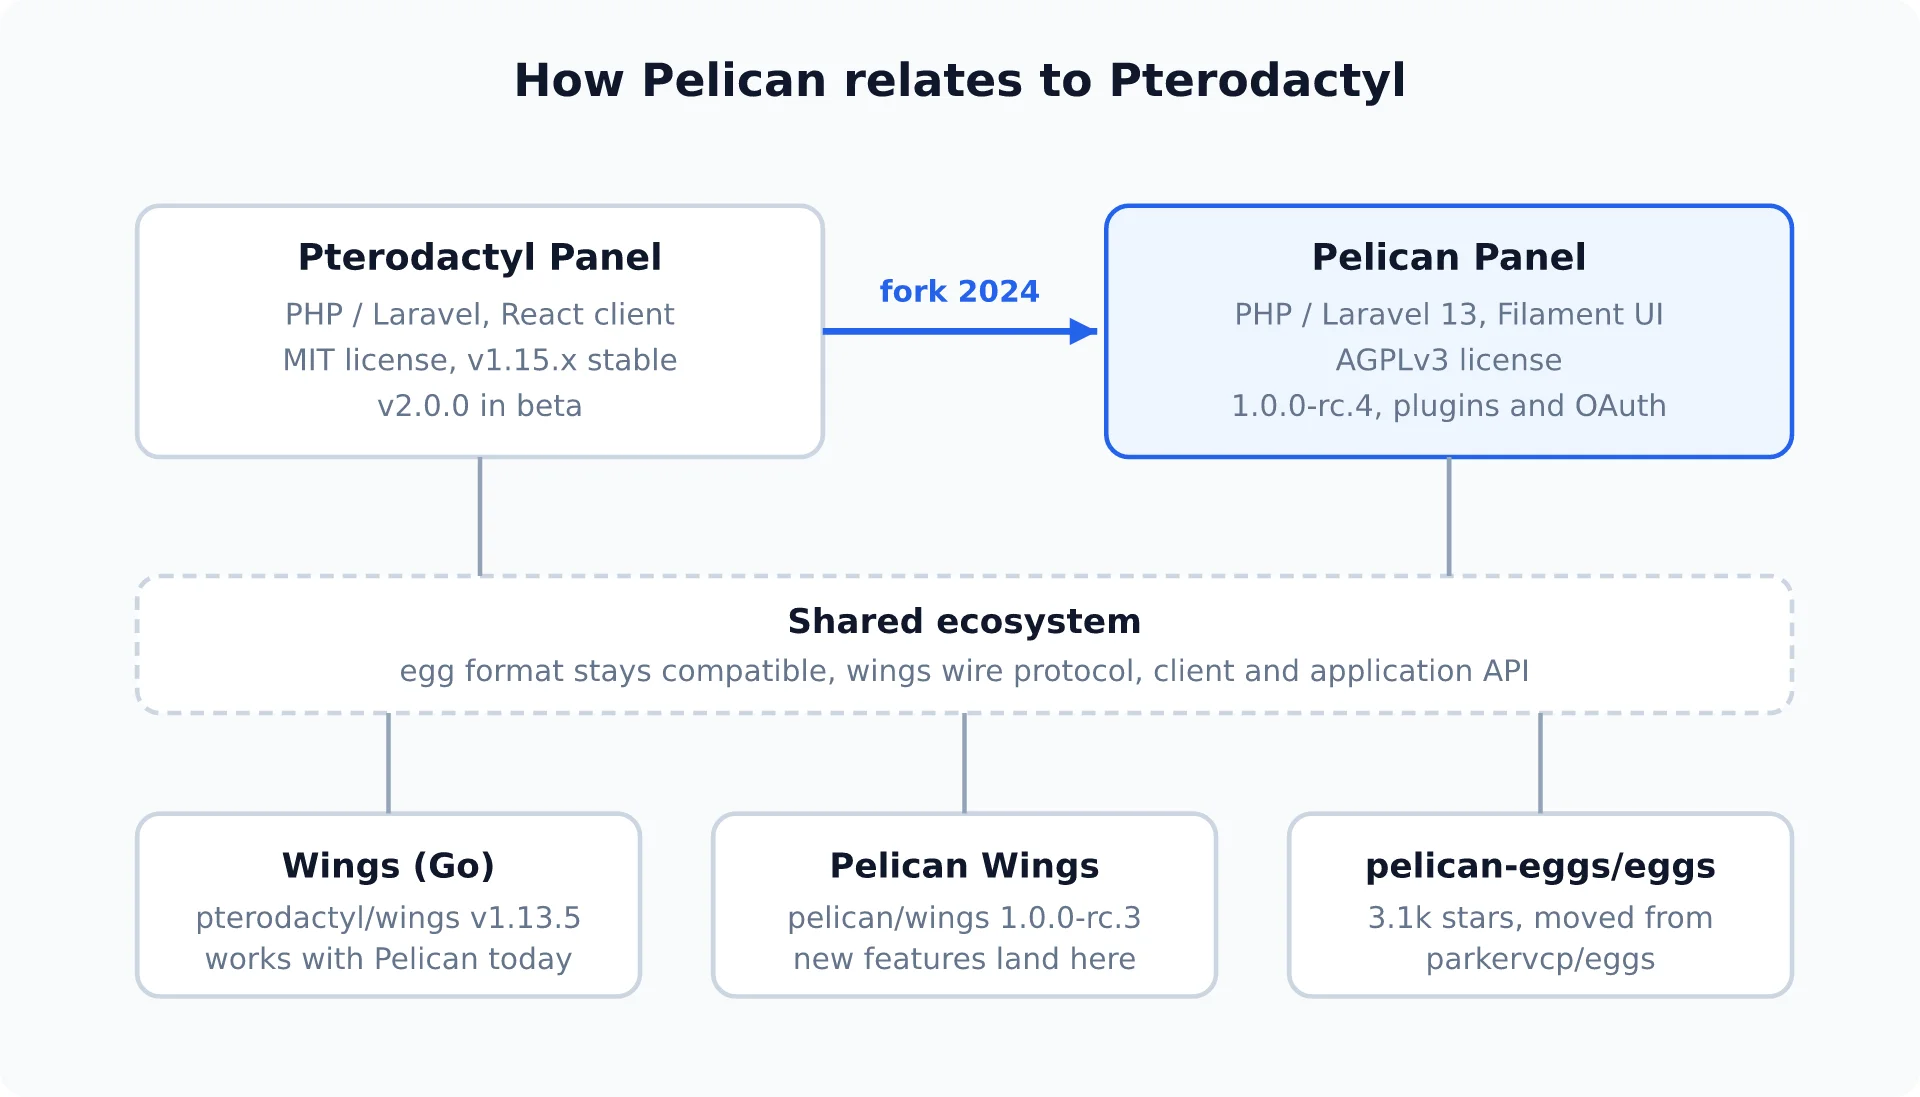 How Pelican relates to Pterodactyl
Pterodactyl Panel
PHP / Laravel, React client
MIT license, v1.15.x stable
v2.0.0 in beta
fork 2024
Pelican Panel
PHP / Laravel 13, Filament UI
AGPLv3 license
1.0.0-rc.4, plugins and OAuth
Shared ecosystem
egg format stays compatible, wings wire protocol, client and application API
Wings (Go)
pterodactyl/wings v1.13.5
works with Pelican today
Pelican Wings
pelican/wings 1.0.0-rc.3
new features land here
pelican-eggs/eggs
3.1k stars, moved from
parkervcp/eggs